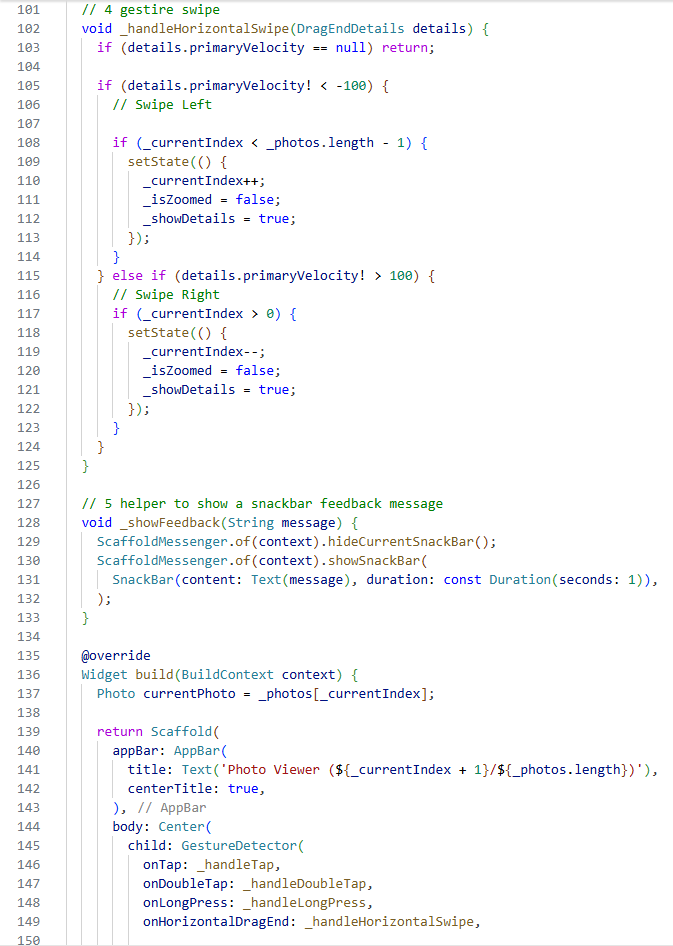 101 // 4 gestire swipe
102 void _handleHorizontalSwipe(DragEndDetails details) {
103 if (details.primaryVelocity == null) return;
104
105 if (details.primaryVelocity! < -100) {
106 // Swipe Left
107
108 if (_currentIndex < _photos.length - 1) {
109 setState(() {
110 _currentIndex++;
111 _isZoomed = false;
112 _showDetails = true;
113 });
114 }
115 } else if (details.primaryVelocity! > 100) {
116 // Swipe Right
117 if (_currentIndex > 0) {
118 setState(() {
119 _currentIndex--;
120 _isZoomed = false;
121 _showDetails = true;
122 });
123 }
124 }
125 }
126
127 // 5 helper to show a snackbar feedback message
128 void _showFeedback(String message) {
129 ScaffoldMessenger.of(context).hideCurrentSnackBar();
130 ScaffoldMessenger.of(context).showSnackBar(
131 SnackBar(content: Text(message), duration: const Duration(seconds: 1)),
132 );
133 }
134
135 @override
136 Widget build(BuildContext context) {
137 Photo currentPhoto = _photos[_currentIndex];
138
139 return Scaffold(
140 appBar: AppBar(
141 title: Text('Photo Viewer (${_currentIndex + 1}/${_photos.length})'),
142 centerTitle: true,
143 ), // AppBar
144 body: Center(
145 child: GestureDetector(
146 onTap: _handleTap,
147 onDoubleTap: _handleDoubleTap,
148 onLongPress: _handleLongPress,
149 onHorizontalDragEnd: _handleHorizontalSwipe,
150